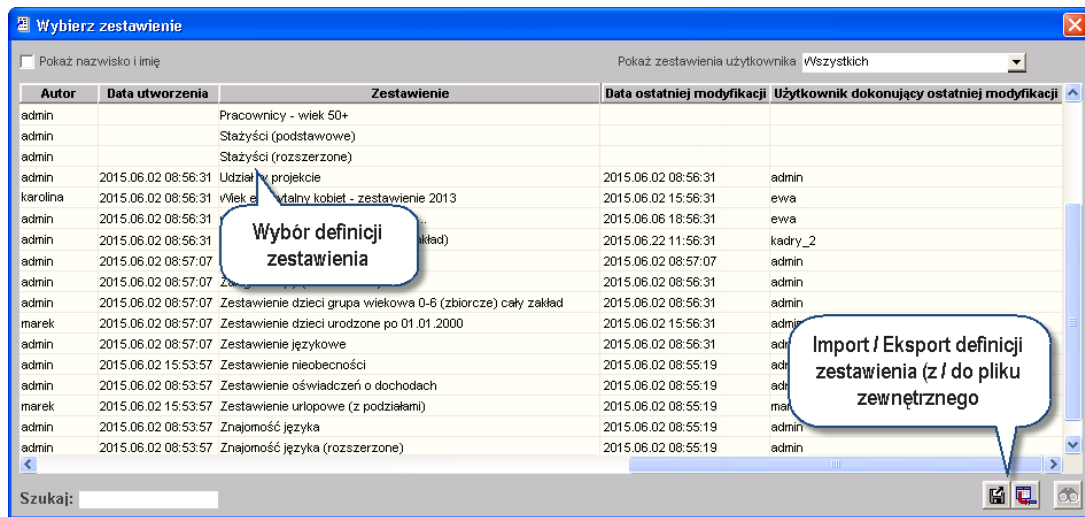 Wybierz zestawienie
Pokaż nazwisko i imię Pokaż zestawienia użytkownika Wszystkich
Autor Data utworzenia Zestawienie Data ostatniej modyfikacji Użytkownik dokonujący ostatniej modyfikacji
admin Pracownicy - wiek 50+
admin Stażyści (podstawowe)
admin Stażyści (rozszerzone)
admin 2015.06.02 08:56:31 Udział w projekcie 2015.06.02 08:56:31 admin
karolina 2015.06.02 08:56:31 Wiek e ytalny kobiet - zestawienie 2013 2015.06.02 15:56:31 ewa
admin 2015.06.02 08:56:31 2015.06.06 18:56:31 ewa
admin 2015.06.02 08:56:31 kład) 2015.06.22 11:56:31 kadry_2
admin 2015.06.02 08:57:07 2015.06.02 08:57:07 admin
admin 2015.06.02 08:57:07 2015.06.02 08:56:31 admin
admin 2015.06.02 08:57:07 Zestawienie dzieci grupa wiekowa 0-6 (zbiorcze) cały zakład 2015.06.02 08:56:31 admin
marek 2015.06.02 08:57:07 Zestawienie dzieci urodzone po 01.01.2000 2015.06.02 15:56:31 admin
admin 2015.06.02 08:57:07 Zestawienie językowe 2015.06.02 08:56:31 adr
admin 2015.06.02 15:53:57 Zestawienie nieobecności 2015.06.02 08:55:19 adr
admin 2015.06.02 08:53:57 Zestawienie oświadczeń o dochodach 2015.06.02 08:55:19 adr
marek 2015.06.02 15:53:57 Zestawienie urlopowe (z podziałami) 2015.06.02 08:55:19 mar
admin 2015.06.02 08:53:57 Znajomość języka 2015.06.02 08:55:19 admin
admin 2015.06.02 08:53:57 Znajomość języka (rozszerzone) 2015.06.02 08:55:19 admin
Wybór definicji
zestawienia
Import / Eksport definicji
zestawienia (z / do pliku
zewnętrznego
Szukaj: